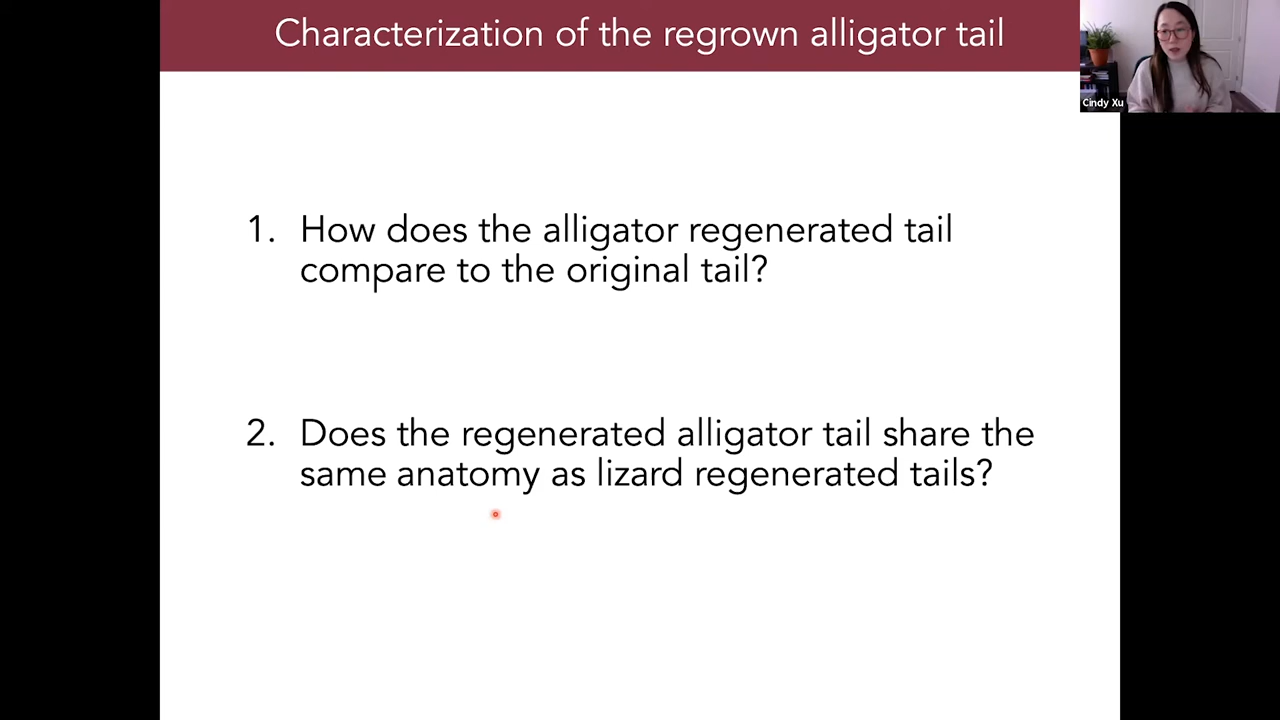 Characterization of the regrown alligator tail
Cindy Xu
1. How does the alligator regenerated tail
compare to the original tail?
2. Does the regenerated alligator tail share the
same anatomy as lizard regenerated tails?